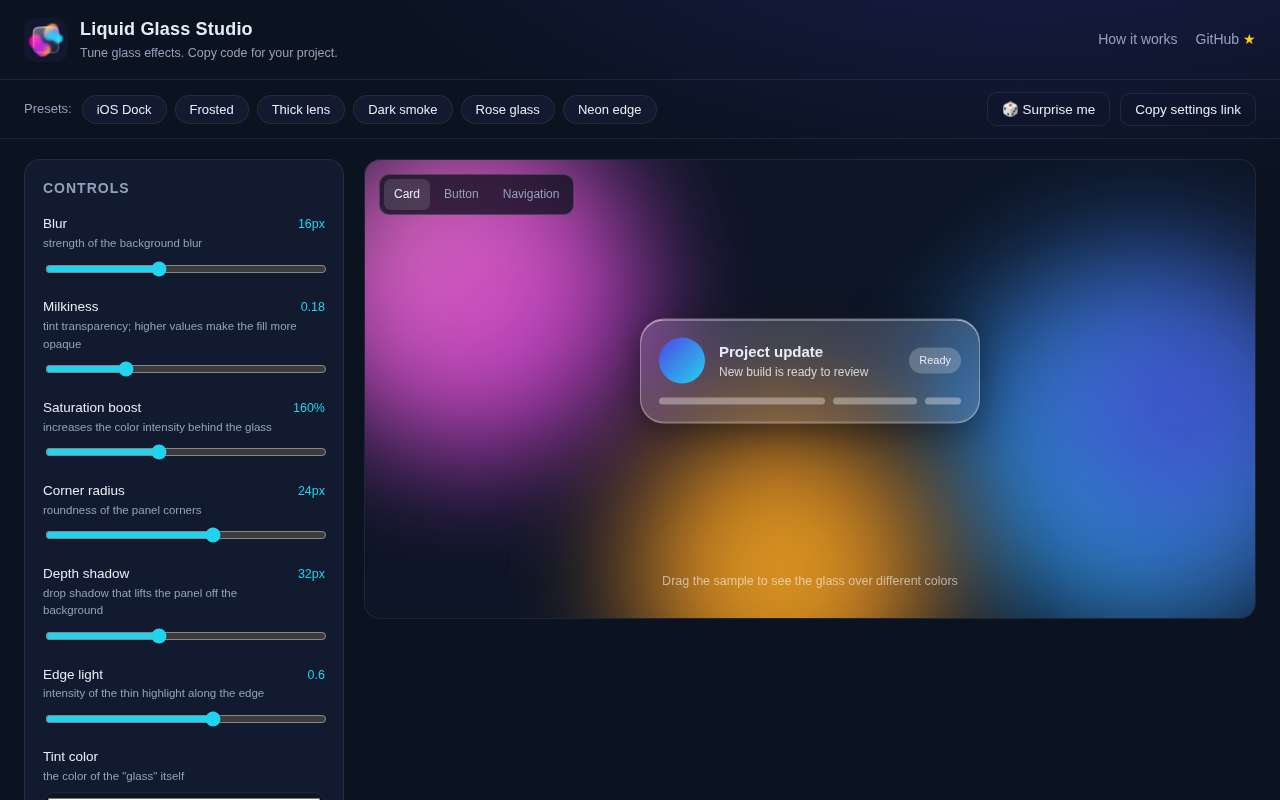 Liquid Glass Studio
Tune glass effects. Copy code for your project.
How it works
GitHub ★
Presets:
iOS Dock
Frosted
Thick lens
Dark smoke
Rose glass
Neon edge
🎲 Surprise me
Copy settings link
CONTROLS
Blur
16px
strength of the background blur
Milkiness
0.18
tint transparency; higher values make the fill more
opaque
Saturation boost
160%
increases the color intensity behind the glass
Corner radius
24px
roundness of the panel corners
Depth shadow
32px
drop shadow that lifts the panel off the
background
Edge light
0.6
intensity of the thin highlight along the edge
Tint color
the color of the "glass" itself
Card
Button
Navigation
Project update
New build is ready to review
Ready
Drag the sample to see the glass over different colors